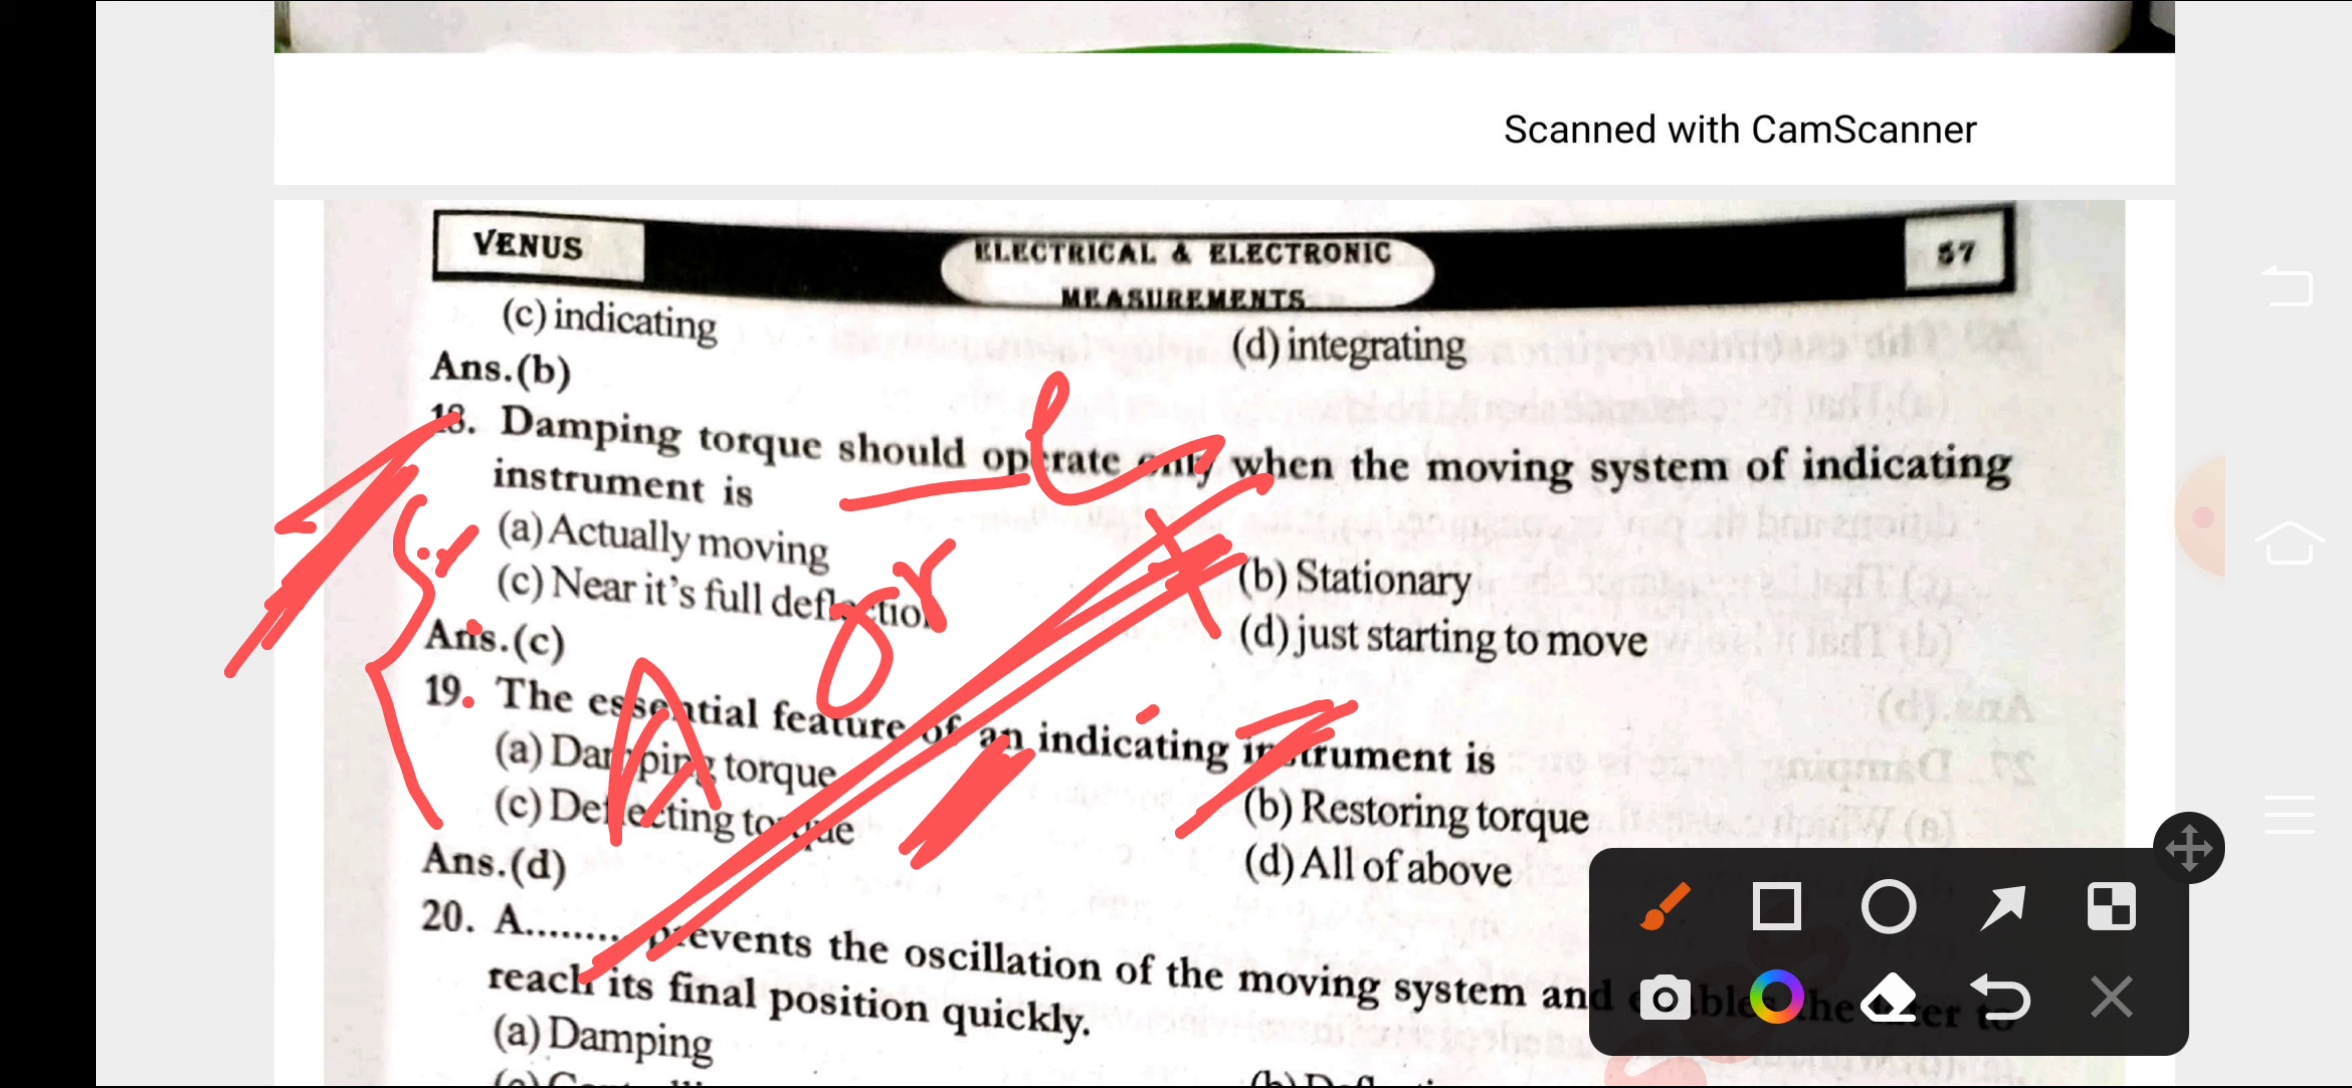 Scanned with CamScanner
VENUS
ELECTRICAL & ELECTRONIC
MEASUREMENTS
57
(c) indicating
(d) integrating
Ans.(b)
18. Damping torque should operate only when the moving system of indicating
instrument is
(a) Actually moving
(b) Stationary
(c) Near it's full deflection
(d) just starting to move
Ans.(c)
19. The essential feature of an indicating instrument is
(a) Damping torque
(b) Restoring torque
(c) Deflecting torque
(d) All of above
Ans.(d)
20. A........ prevents the oscillation of the moving system and the to
reach its final position quickly.
(a) Damping